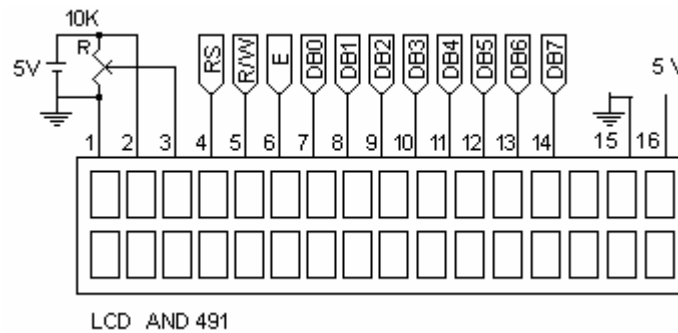 10K
R
5V
RS
R/W
E
DB0
DB1
DB2
DB3
DB4
DB5
DB6
DB7
5 V
1 2 3 4 5 6 7 8 9 10 11 12 13 14 15 16
LCD AND 491